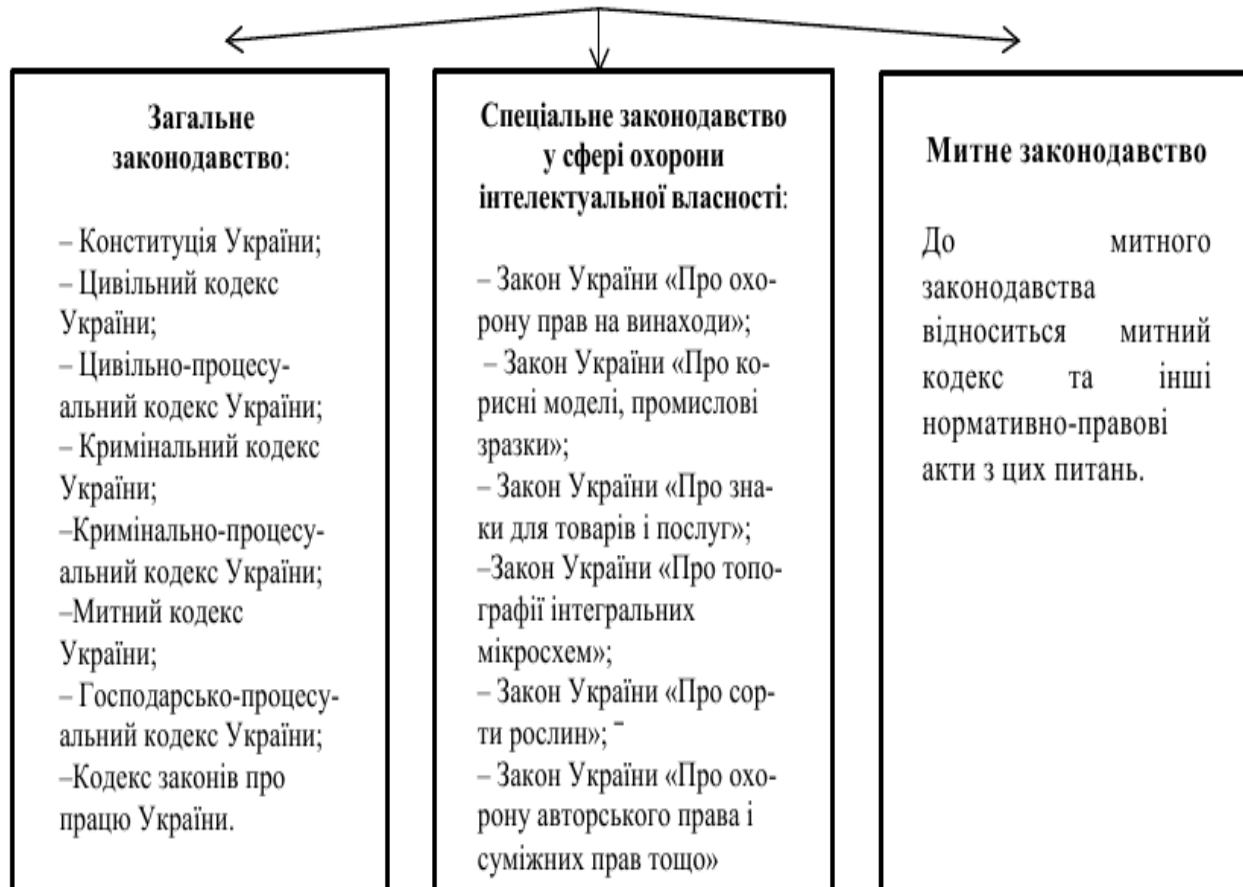 Загальне
законодавство:
– Конституція України;
– Цивільний кодекс
України;
– Цивільно-процесу-
альний кодекс України;
– Кримінальний кодекс
України;
–Кримінально-процесу-
альний кодекс України;
–Митний кодекс
України;
– Господарсько-процесу-
альний кодекс України;
–Кодекс законів про
працю України.
Спеціальне законодавство
у сфері охорони
інтелектуальної власності:
– Закон України «Про охо-
рону прав на винаходи»;
– Закон України «Про ко-
рисні моделі, промислові
зразки»;
– Закон України «Про зна-
ки для товарів і послуг»;
–Закон України «Про топо-
графії інтегральних
мікросхем»;
– Закон України «Про сор-
ти рослин»; –
– Закон України «Про охо-
рону авторського права і
суміжних прав тощо»
Митне законодавство
До митного
законодавства
відноситься митний
кодекс та інші
нормативно-правові
акти з цих питань.